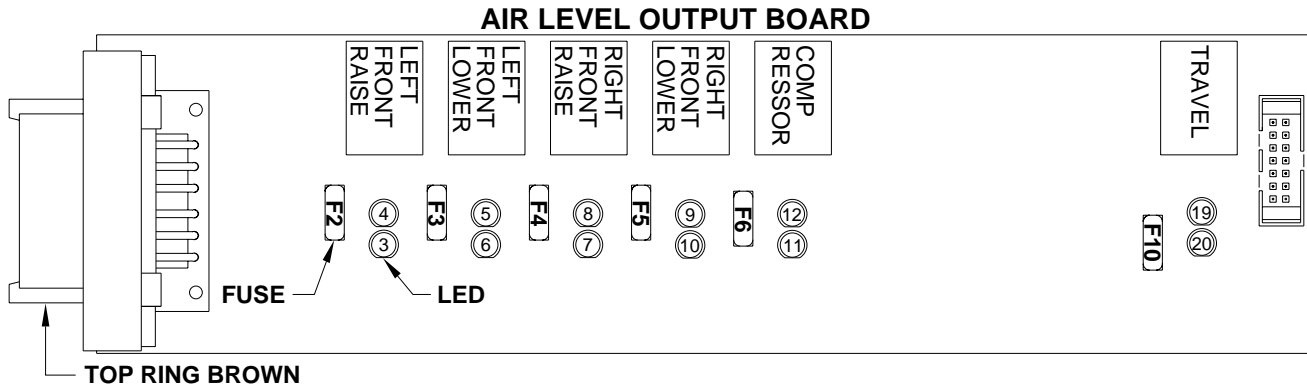 AIR LEVEL OUTPUT BOARD
LEFT
FRONT
RAISE
LEFT
FRONT
LOWER
RIGHT
FRONT
RAISE
RIGHT
FRONT
LOWER
COMP
RESSOR
TRAVEL
F2
4
3
F3
5
6
F4
8
7
F5
9
10
F6
12
11
F10
19
20
FUSE
LED
TOP RING BROWN